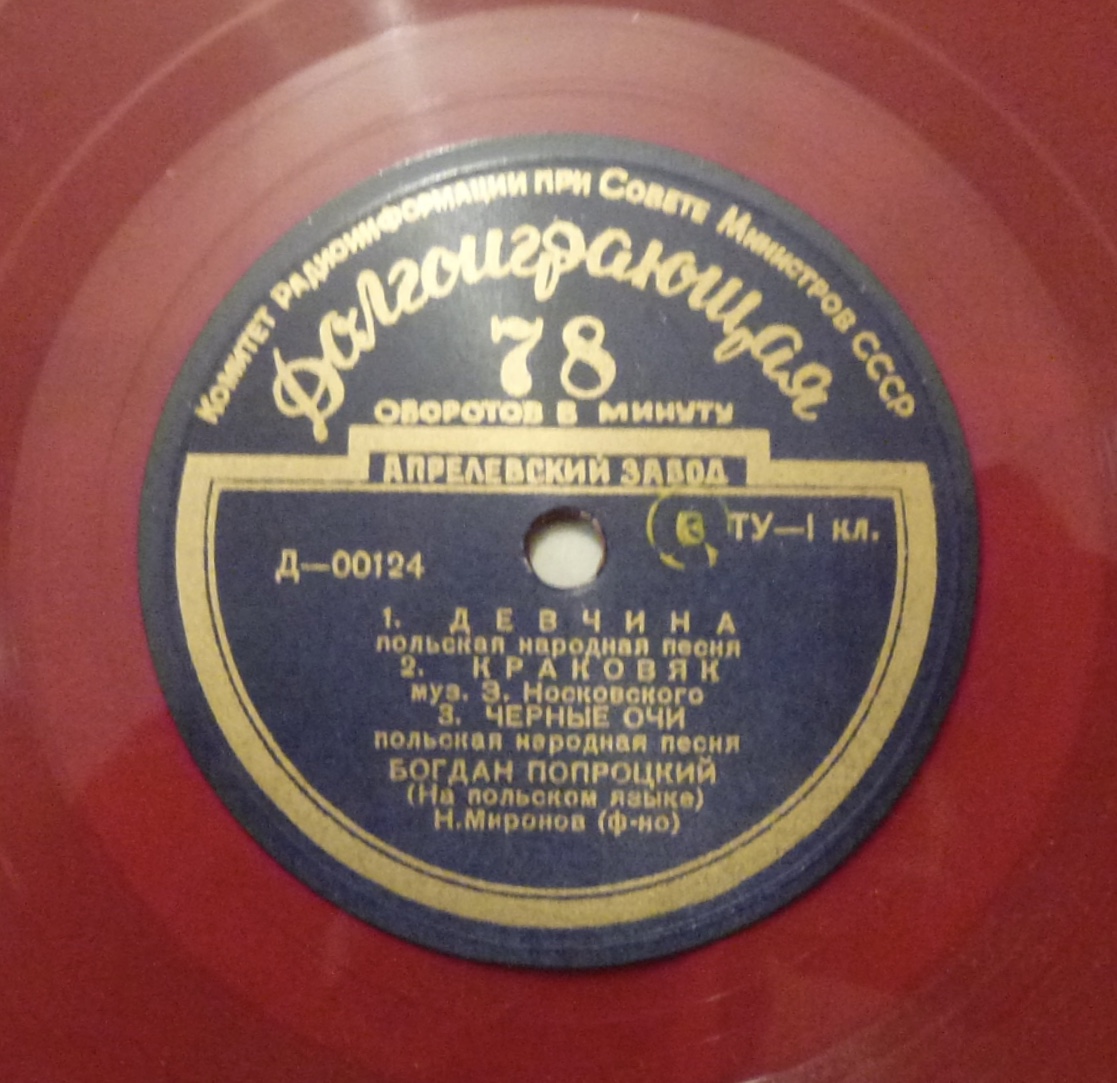 Комитет Радиоинформации при Совете Министров СССР
Долгоиграющая
78
оборотов в минуту
АПРЕЛЕВСКИЙ ЗАВОД
З ТУ—I кл.
Д—00124
1. ДЕВЧИНА
польская народная песня
2. КРАКОВЯК
муз. З. Носковского
3. ЧЕРНЫЕ ОЧИ
польская народная песня
БОГДАН ПОПРОЦКИЙ
(На польском языке)
Н.Миронов (ф-но)